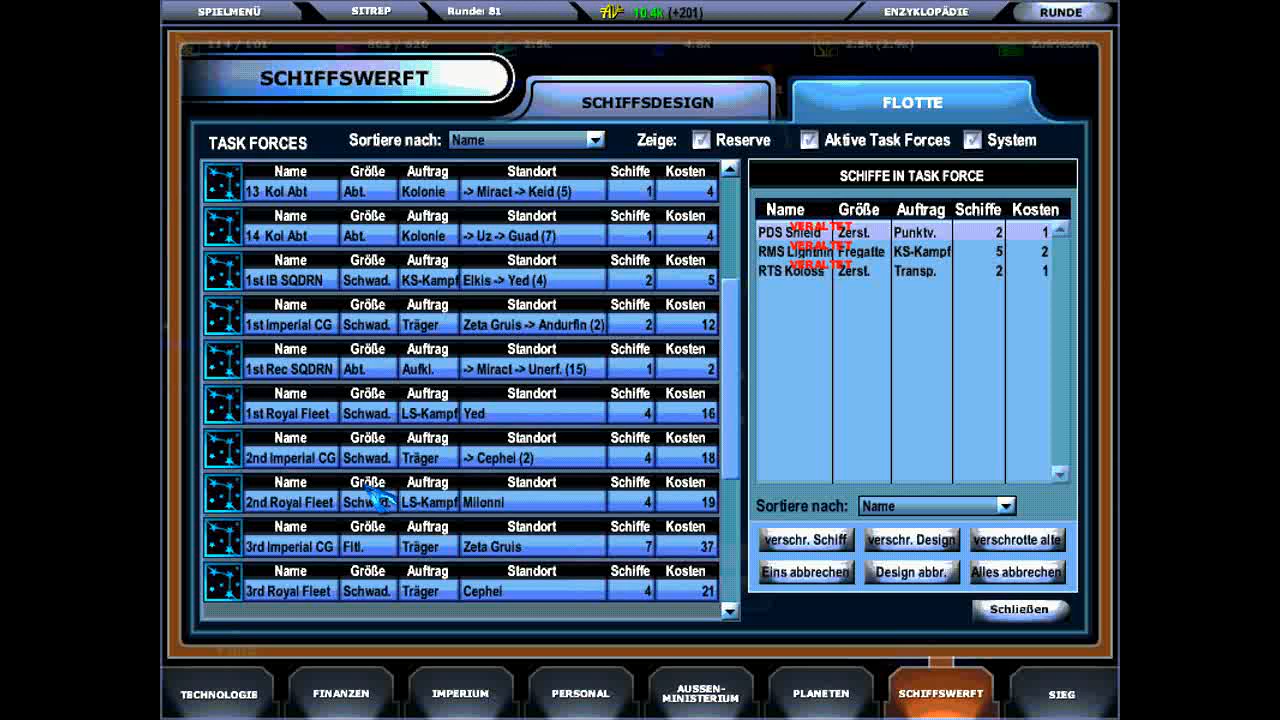 SPIELMENÜ SITREP Runde: 81 10.4k (+201) ENZYKLOPÄDIE RUNDE
SCHIFFSWERFT
SCHIFFSDESIGN FLOTTE
TASK FORCES Sortiere nach: Name Zeige: Reserve Aktive Task Forces System
Name Größe Auftrag Standort Schiffe Kosten
13 Kol Abt Abt. Kolonie -> Miract -> Keid (5) 1 4
Name Größe Auftrag Standort Schiffe Kosten
14 Kol Abt Abt. Kolonie -> Uz -> Guad (7) 1 4
Name Größe Auftrag Standort Schiffe Kosten
1st IB SQDRN Schwad. KS-Kampf Elkis -> Yed (4) 2 5
Name Größe Auftrag Standort Schiffe Kosten
1st Imperial CG Schwad. Träger Zeta Gruis -> Andurfin (2) 2 12
Name Größe Auftrag Standort Schiffe Kosten
1st Rec SQDRN Abt. Aufkl. -> Miract -> Unerf. (15) 1 2
Name Größe Auftrag Standort Schiffe Kosten
1st Royal Fleet Schwad. LS-Kampf Yed 4 16
Name Größe Auftrag Standort Schiffe Kosten
2nd Imperial CG Schwad. Träger -> Cephei (2) 4 18
Name Größe Auftrag Standort Schiffe Kosten
2nd Royal Fleet Schwad. LS-Kampf Milonni 4 19
Name Größe Auftrag Standort Schiffe Kosten
3rd Imperial CG Fltl. Träger Zeta Gruis 7 37
Name Größe Auftrag Standort Schiffe Kosten
3rd Royal Fleet Schwad. Träger Cephei 4 21
SCHIFFE IN TASK FORCE
Name Größe Auftrag Schiffe Kosten
VERALTET
PDS Shield Zerst. Punktv. 2 1
VERALTET
RMS Lightnin Fregatte KS-Kampf 5 2
VERALTET
RTS Koloss Zerst. Transp. 2 1
Sortiere nach: Name
verschr. Schiff verschr. Design verschrotte alte
Eins abbrechen Design abbr. Alles abbrechen
Schließen
TECHNOLOGIE FINANZEN IMPERIUM PERSONAL AUSSEN-MINISTERIUM PLANETEN SCHIFFSWERFT SIEG